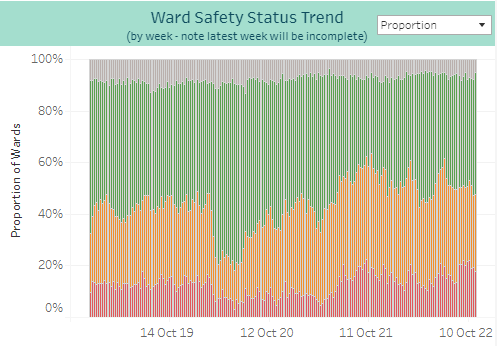 Ward Safety Status Trend
(by week - note latest week will be incomplete)
Proportion
100%
80%
60%
40%
20%
0%
Proportion of Wards
14 Oct 19
12 Oct 20
11 Oct 21
10 Oct 22